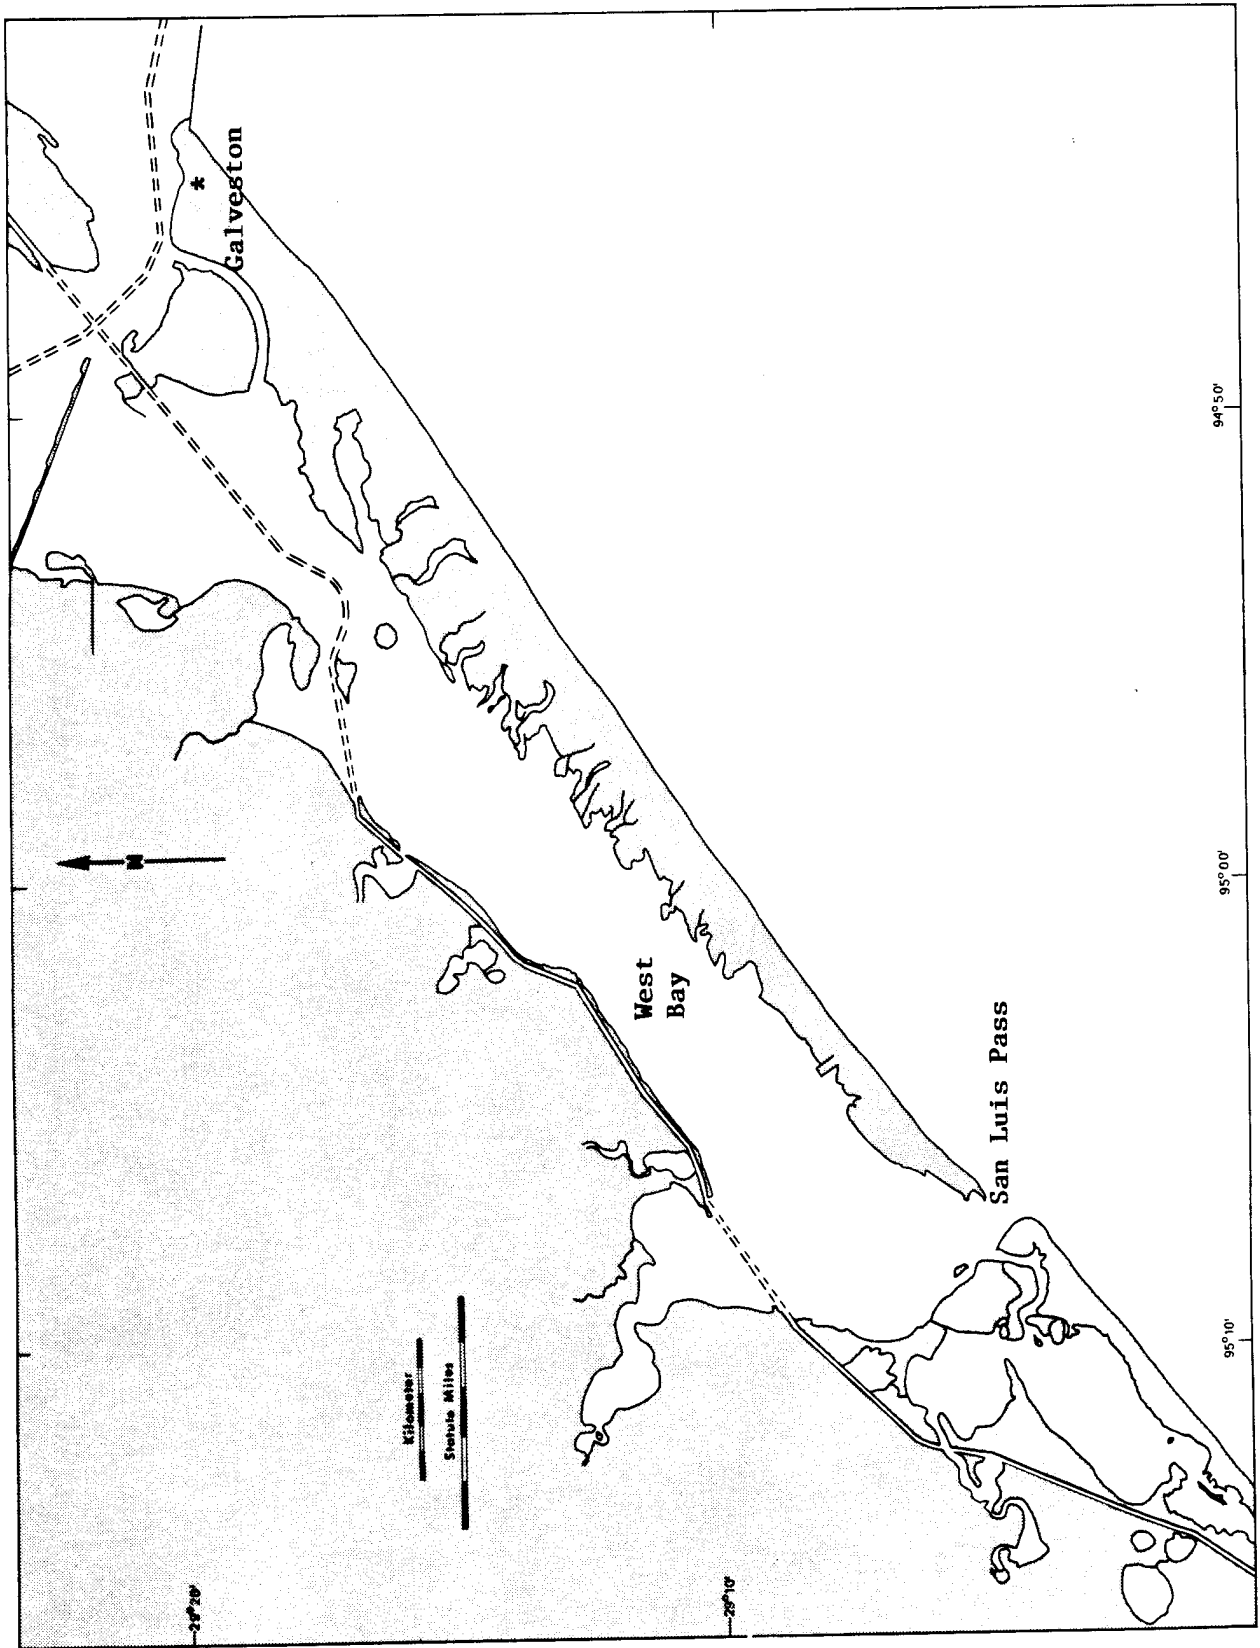 *
Galveston
N
West
Bay
San Luis Pass
Kilometer
Statute Miles
29°20'
29°10'
94°50'
95°00'
95°10'